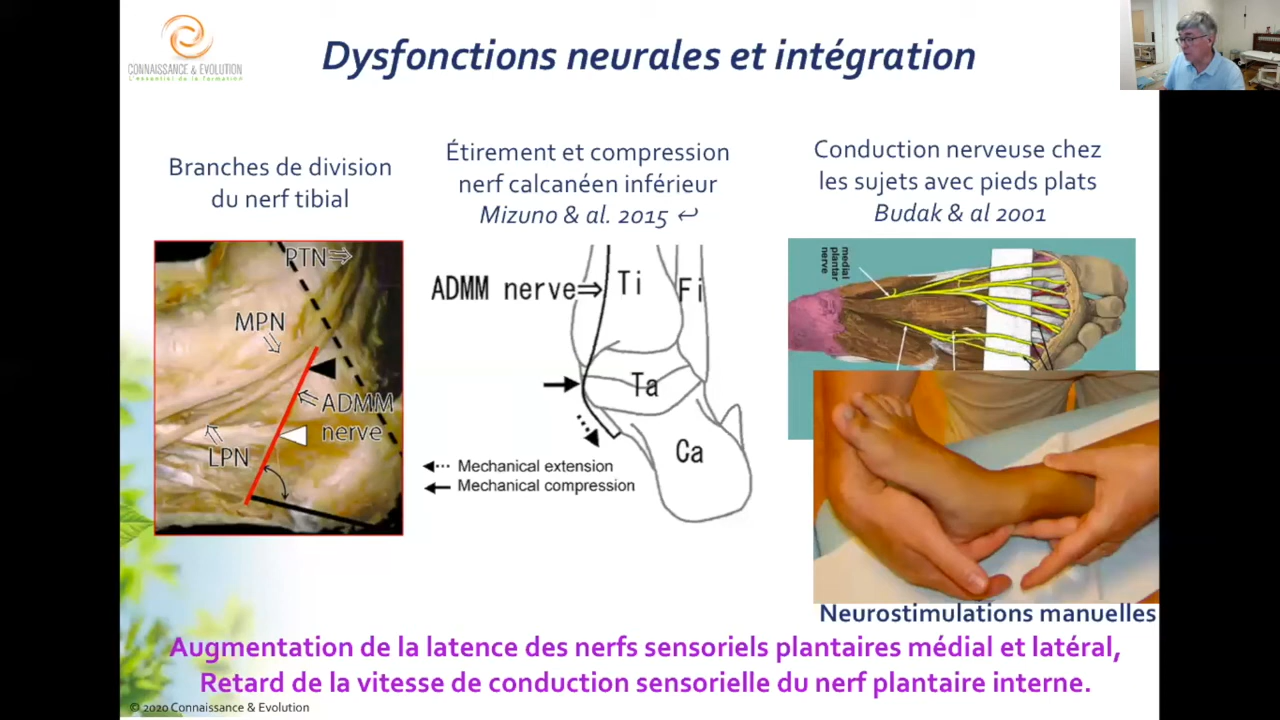 CONNAISSANCE & EVOLUTION
L'essentiel de la formation
Dysfonctions neurales et intégration
Branches de division
du nerf tibial
PTN⇒
MPN
ADMM
nerve
LPN
Étirement et compression
nerf calcanéen inférieur
Mizuno & al. 2015 ↩
ADMM nerve⇒
Ti
Fi
Ta
Ca
Mechanical extension
Mechanical compression
Conduction nerveuse chez
les sujets avec pieds plats
Budak & al 2001
medial
plantar
nerve
Neurostimulations manuelles
Augmentation de la latence des nerfs sensoriels plantaires médial et latéral,
Retard de la vitesse de conduction sensorielle du nerf plantaire interne.
© 2020 Connaissance & Evolution